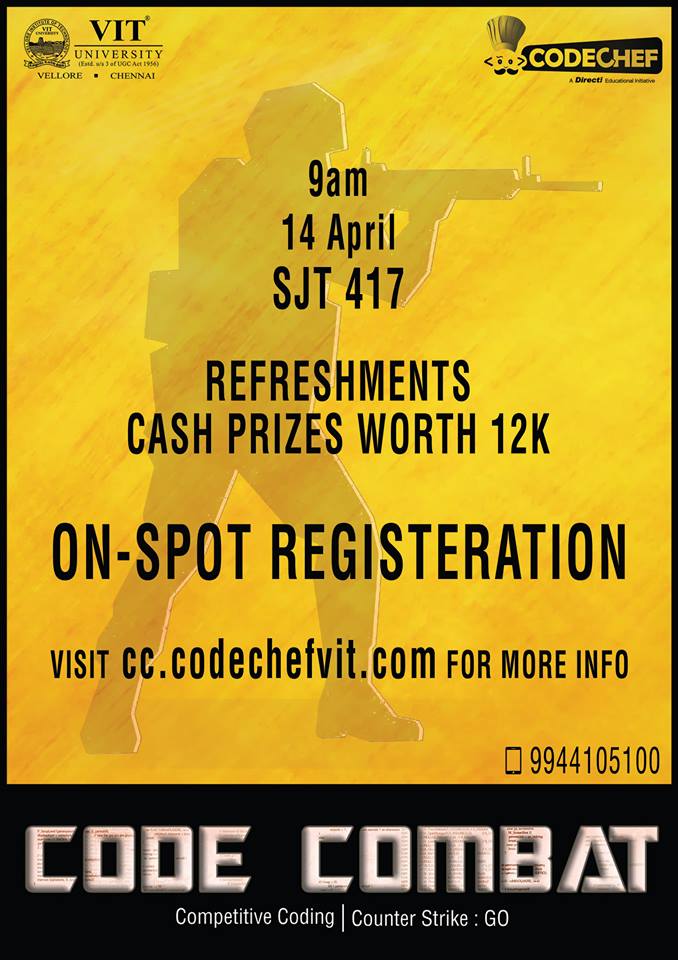 VIT®
UNIVERSITY
(Estd. u/s 3 of UGC Act 1956)
VELLORE ▪ CHENNAI
CODECHEF
A Directi Educational Initiative
9am
14 April
SJT 417
REFRESHMENTS
CASH PRIZES WORTH 12K
ON-SPOT REGISTERATION
VISIT cc.codechefvit.com FOR MORE INFO
9944105100
CODE COMBAT
Competitive Coding | Counter Strike : GO